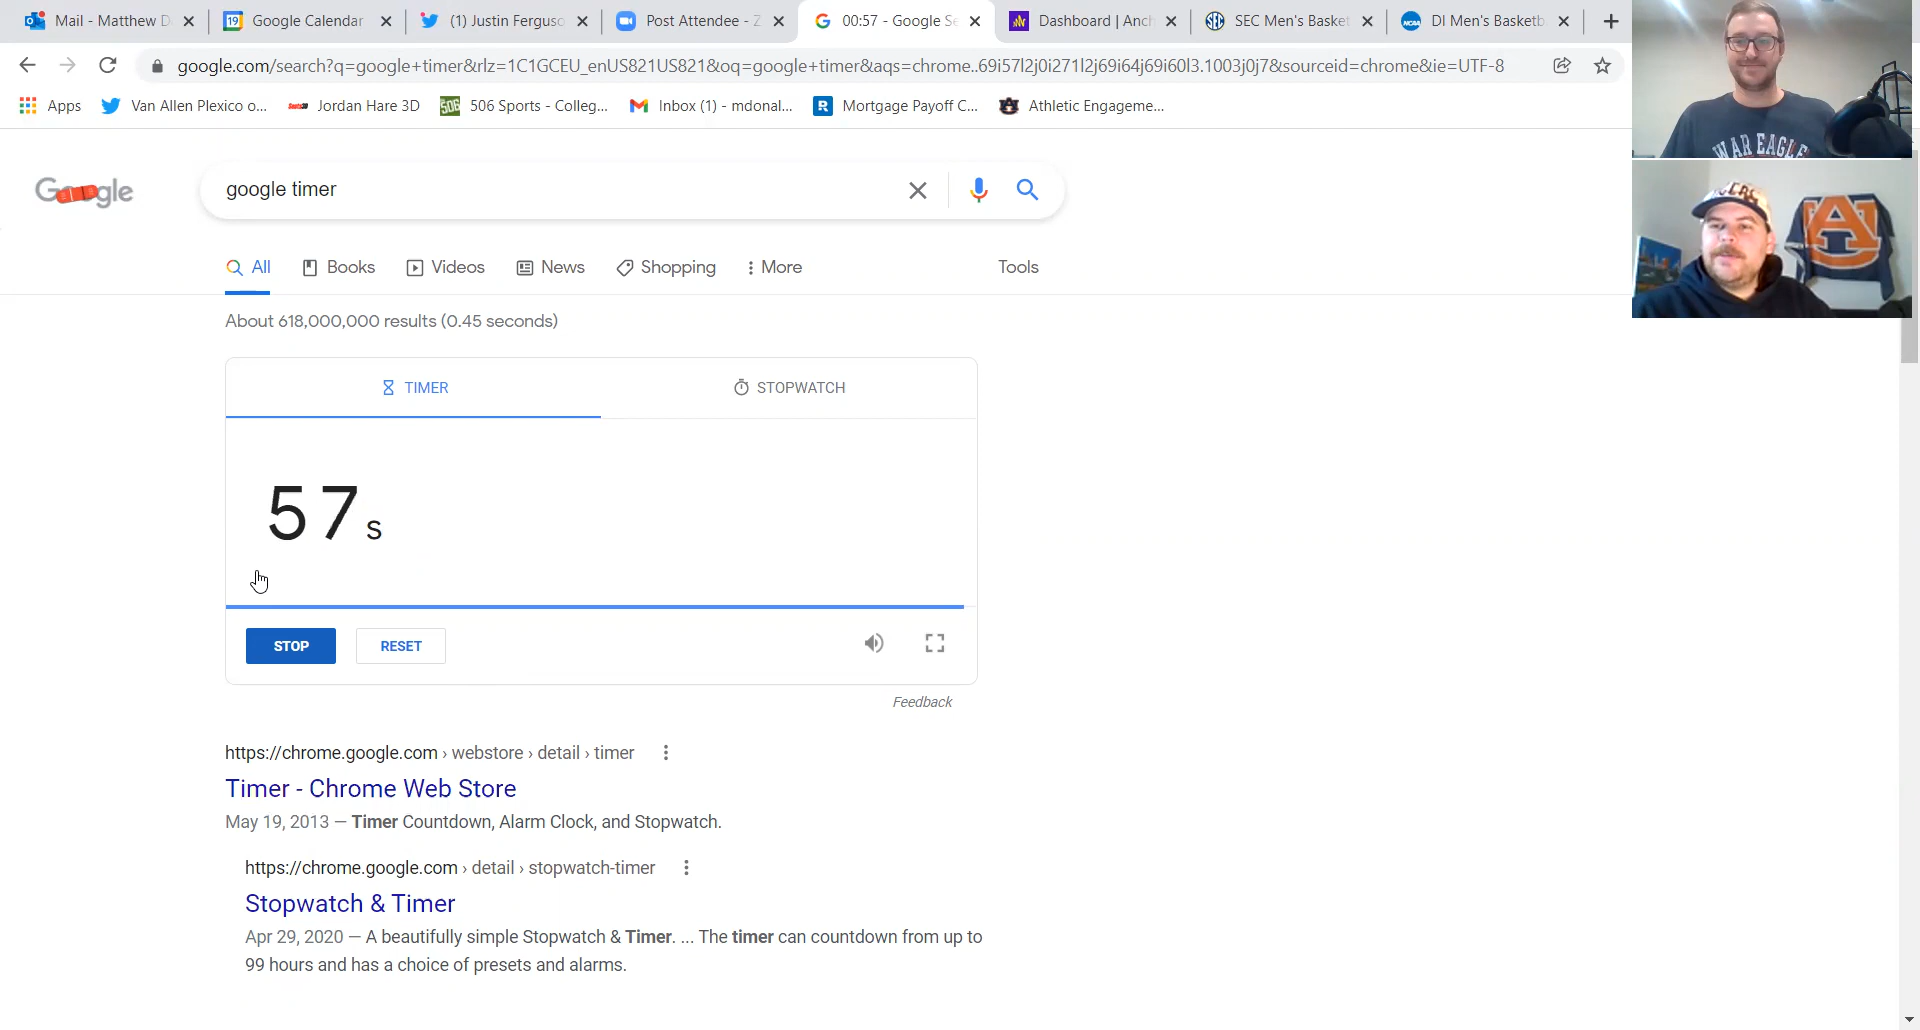 Mail - Matthew D
Google Calendar
(1) Justin Ferguso
Post Attendee - Z
00:57 - Google Se
Dashboard | Anch
SEC Men's Basket
DI Men's Basketb
google.com/search?q=google+timer&rlz=1C1GCEU_enUS821US821&oq=google+timer&aqs=chrome..69i57l2j0i271l2j69i64j69i60l3.1003j0j7&sourceid=chrome&ie=UTF-8
Apps
Van Allen Plexico o...
Jordan Hare 3D
506 Sports - Colleg...
Inbox (1) - mdonal...
Mortgage Payoff C...
Athletic Engageme...
WAR EAGLE
Google
google timer
All
Books
Videos
News
Shopping
More
Tools
About 618,000,000 results (0.45 seconds)
TIMER
STOPWATCH
57 s
STOP
RESET
Feedback
https://chrome.google.com › webstore › detail › timer
Timer - Chrome Web Store
May 19, 2013 — Timer Countdown, Alarm Clock, and Stopwatch.
https://chrome.google.com › detail › stopwatch-timer
Stopwatch & Timer
Apr 29, 2020 — A beautifully simple Stopwatch & Timer. ... The timer can countdown from up to
99 hours and has a choice of presets and alarms.